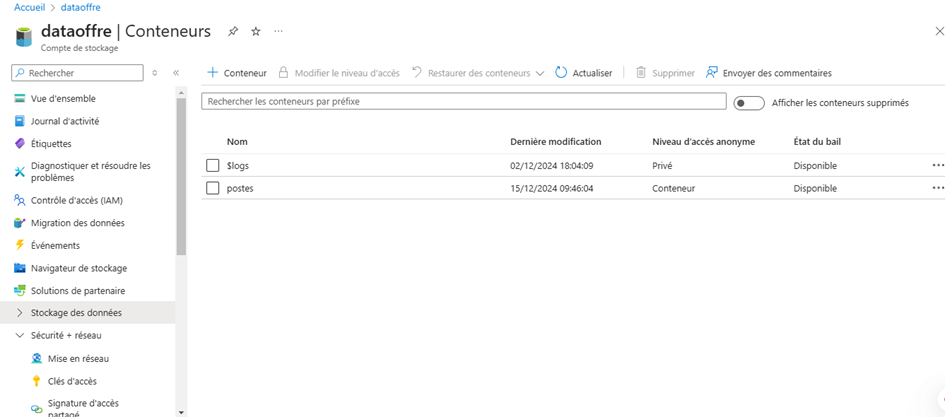 Accueil > dataoffre
dataoffre | Conteneurs
Compte de stockage
Rechercher
Conteneur
Modifier le niveau d'accès
Restaurer des conteneurs
Actualiser
Supprimer
Envoyer des commentaires
Rechercher les conteneurs par préfixe
Afficher les conteneurs supprimés
Vue d'ensemble
Journal d'activité
Étiquettes
Diagnostiquer et résoudre les
problèmes
Contrôle d'accès (IAM)
Migration des données
Événements
Navigateur de stockage
Solutions de partenaire
Stockage des données
Sécurité + réseau
Mise en réseau
Clés d'accès
Signature d'accès
partagé
Nom Dernière modification Niveau d'accès anonyme État du bail
$logs 02/12/2024 18:04:09 Privé Disponible
postes 15/12/2024 09:46:04 Conteneur Disponible